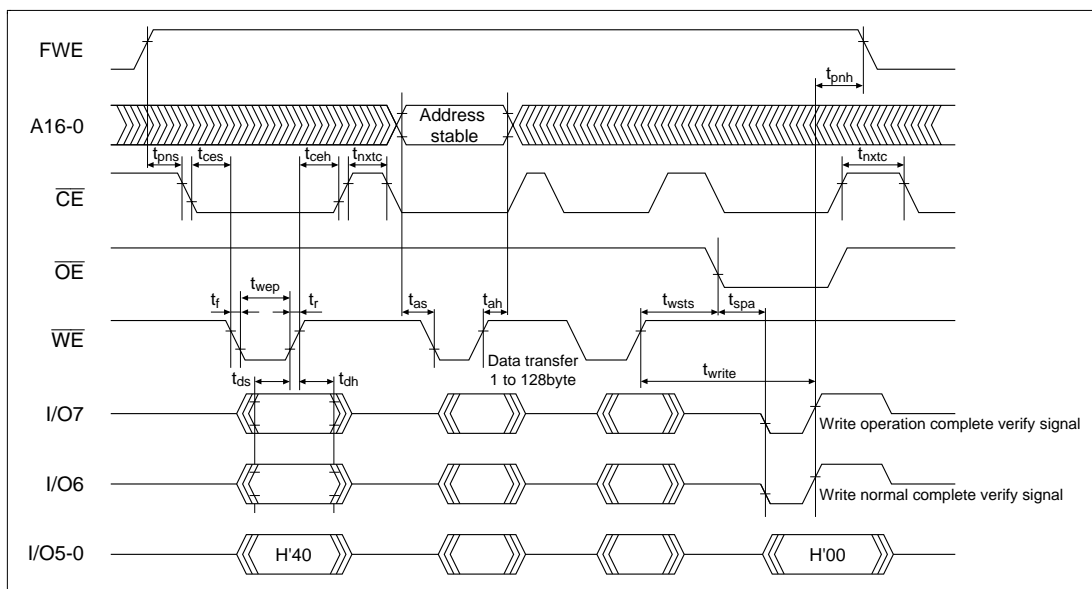 FWE
tpnh
A16-0
Address
stable
tpns
tces
tceh
tnxtc
tnxtc
CE
OE
twep
tf
tr
tas
tah
twsts
tspa
WE
Data transfer
1 to 128byte
twrite
tds
tdh
I/O7
Write operation complete verify signal
I/O6
Write normal complete verify signal
I/O5-0
H'40
H'00